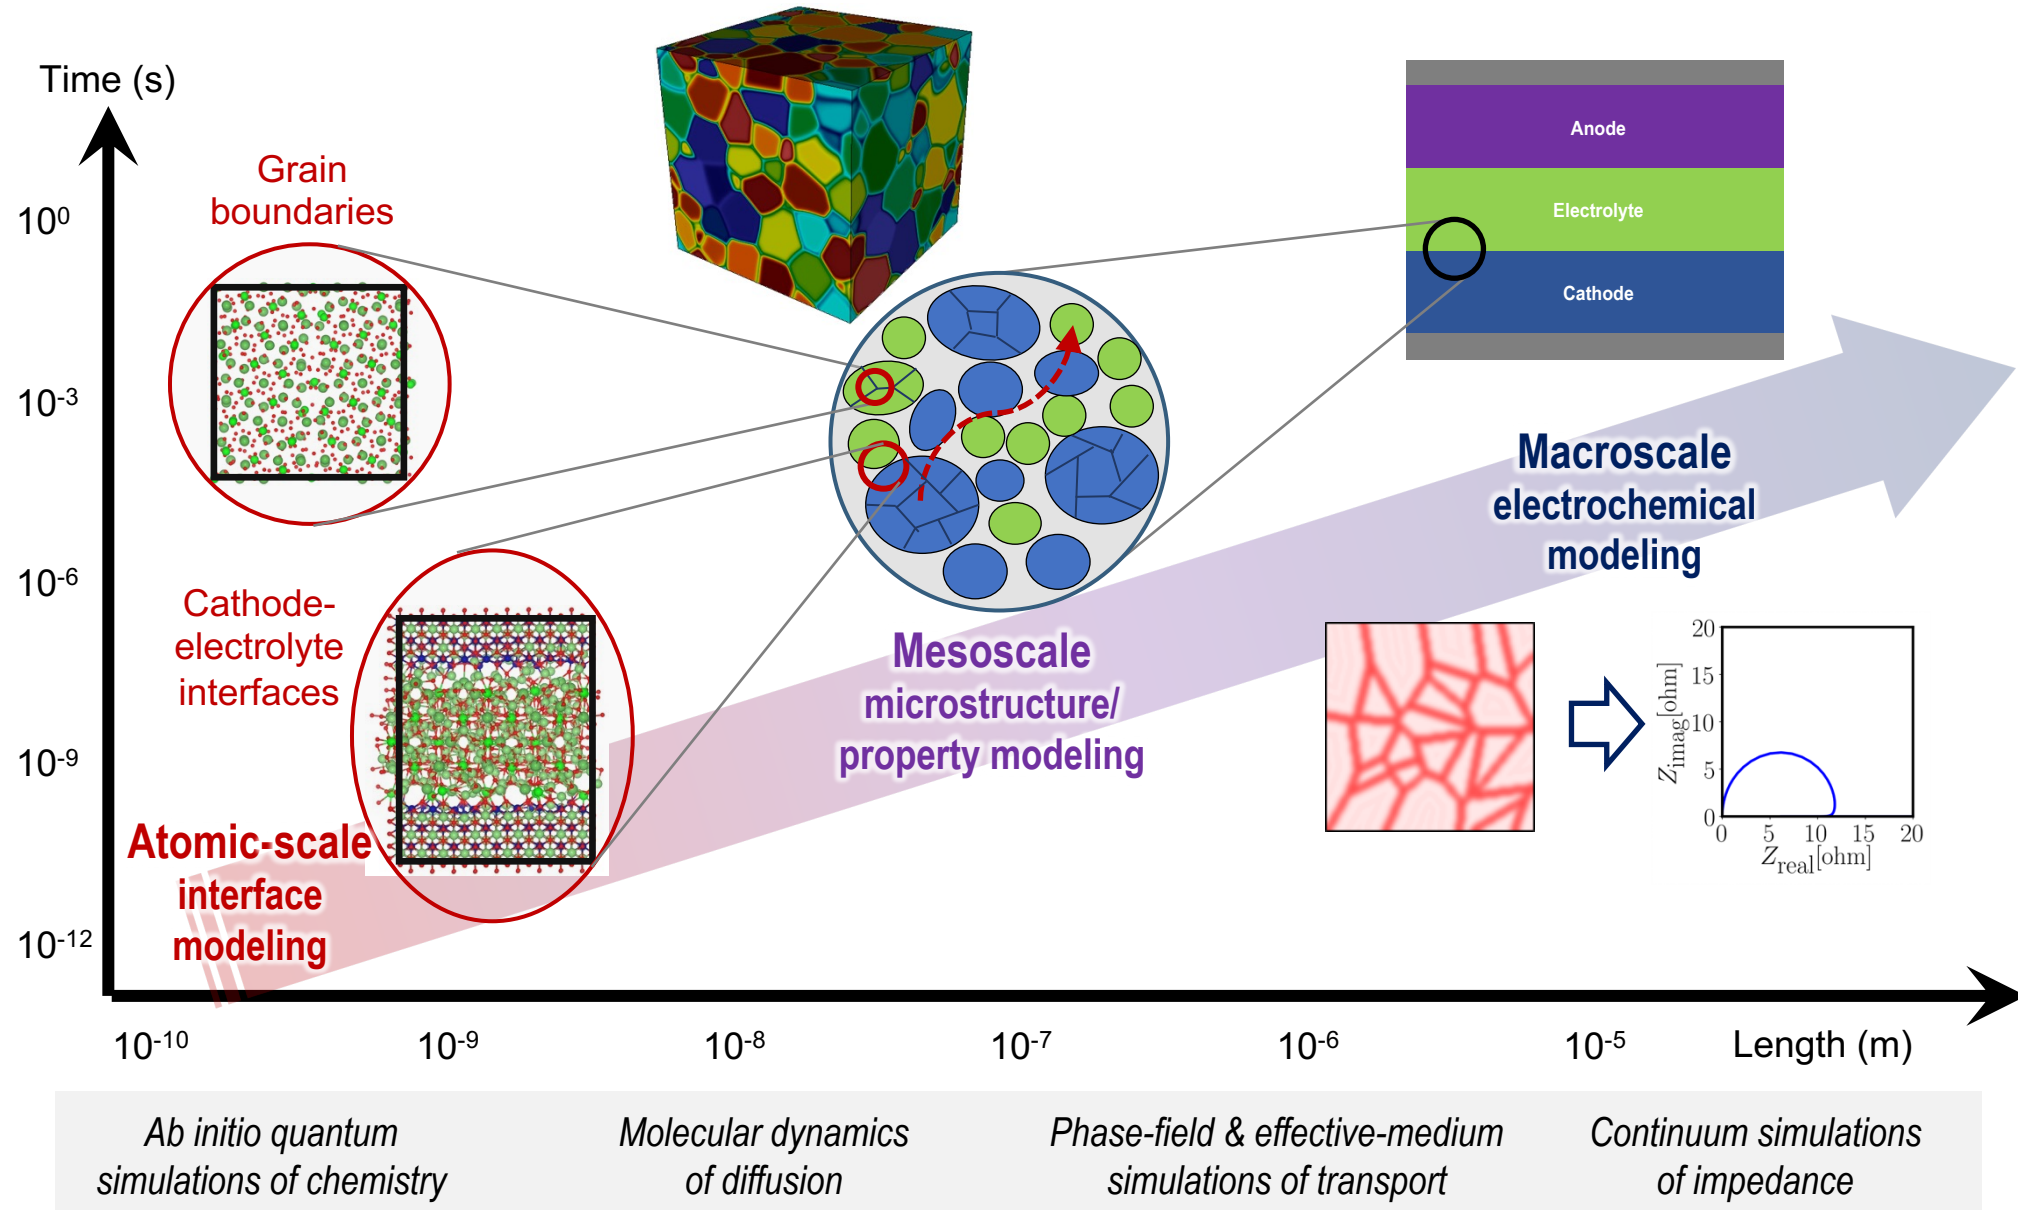 Time (s)
10⁰
10⁻³
10⁻⁶
10⁻⁹
10⁻¹²
Grain
boundaries
Cathode-
electrolyte
interfaces
Anode
Electrolyte
Cathode
Atomic-scale
interface
modeling
Mesoscale
microstructure/
property modeling
Macroscale
electrochemical
modeling
20
15
10
5
0
Z_imag[ohm]
0 5 10 15 20
Z_real[ohm]
10⁻¹⁰ 10⁻⁹ 10⁻⁸ 10⁻⁷ 10⁻⁶ 10⁻⁵ Length (m)
Ab initio quantum
simulations of chemistry
Molecular dynamics
of diffusion
Phase-field & effective-medium
simulations of transport
Continuum simulations
of impedance